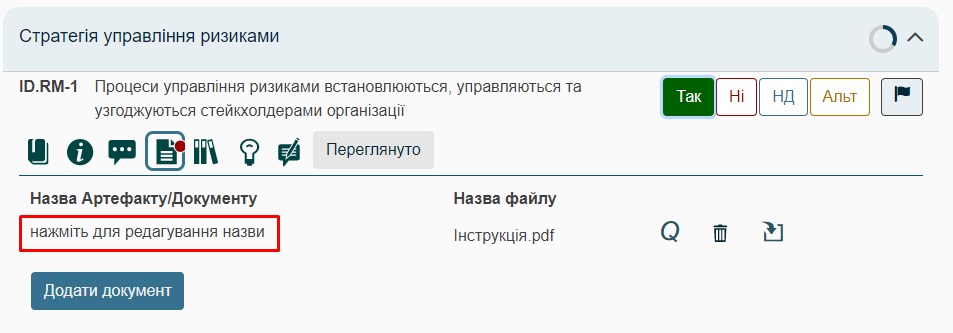 Стратегія управління ризиками
ID.RM-1 Процеси управління ризиками встановлюються, управляються та
узгоджуються стейкхолдерами організації
Так Ні НД Альт
Переглянуто
Назва Артефакту/Документу Назва файлу
нажміть для редагування назви Інструкція.pdf Q
Додати документ